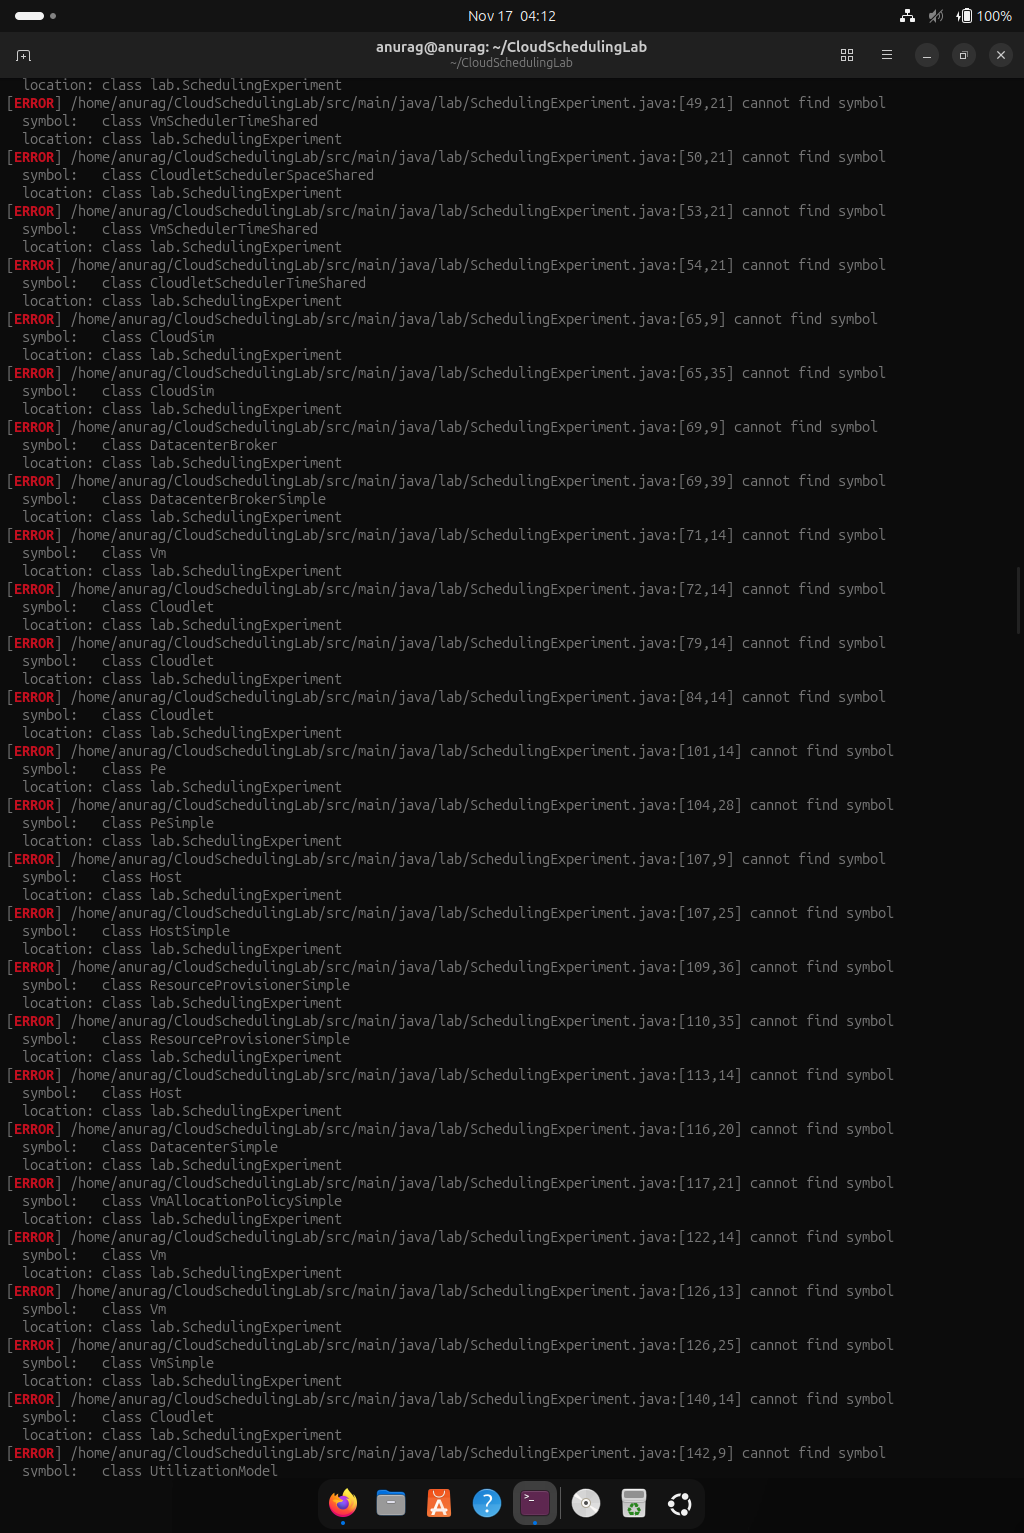 Nov 17 04:12
100%
anurag@anurag: ~/CloudSchedulingLab
~/CloudSchedulingLab
location: class lab.SchedulingExperiment
[ERROR] /home/anurag/CloudSchedulingLab/src/main/java/lab/SchedulingExperiment.java:[49,21] cannot find symbol
symbol: class VmSchedulerTimeShared
location: class lab.SchedulingExperiment
[ERROR] /home/anurag/CloudSchedulingLab/src/main/java/lab/SchedulingExperiment.java:[50,21] cannot find symbol
symbol: class CloudletSchedulerSpaceShared
location: class lab.SchedulingExperiment
[ERROR] /home/anurag/CloudSchedulingLab/src/main/java/lab/SchedulingExperiment.java:[53,21] cannot find symbol
symbol: class VmSchedulerTimeShared
location: class lab.SchedulingExperiment
[ERROR] /home/anurag/CloudSchedulingLab/src/main/java/lab/SchedulingExperiment.java:[54,21] cannot find symbol
symbol: class CloudletSchedulerTimeShared
location: class lab.SchedulingExperiment
[ERROR] /home/anurag/CloudSchedulingLab/src/main/java/lab/SchedulingExperiment.java:[65,9] cannot find symbol
symbol: class CloudSim
location: class lab.SchedulingExperiment
[ERROR] /home/anurag/CloudSchedulingLab/src/main/java/lab/SchedulingExperiment.java:[65,35] cannot find symbol
symbol: class CloudSim
location: class lab.SchedulingExperiment
[ERROR] /home/anurag/CloudSchedulingLab/src/main/java/lab/SchedulingExperiment.java:[69,9] cannot find symbol
symbol: class DatacenterBroker
location: class lab.SchedulingExperiment
[ERROR] /home/anurag/CloudSchedulingLab/src/main/java/lab/SchedulingExperiment.java:[69,39] cannot find symbol
symbol: class DatacenterBrokerSimple
location: class lab.SchedulingExperiment
[ERROR] /home/anurag/CloudSchedulingLab/src/main/java/lab/SchedulingExperiment.java:[71,14] cannot find symbol
symbol: class Vm
location: class lab.SchedulingExperiment
[ERROR] /home/anurag/CloudSchedulingLab/src/main/java/lab/SchedulingExperiment.java:[72,14] cannot find symbol
symbol: class Cloudlet
location: class lab.SchedulingExperiment
[ERROR] /home/anurag/CloudSchedulingLab/src/main/java/lab/SchedulingExperiment.java:[79,14] cannot find symbol
symbol: class Cloudlet
location: class lab.SchedulingExperiment
[ERROR] /home/anurag/CloudSchedulingLab/src/main/java/lab/SchedulingExperiment.java:[84,14] cannot find symbol
symbol: class Cloudlet
location: class lab.SchedulingExperiment
[ERROR] /home/anurag/CloudSchedulingLab/src/main/java/lab/SchedulingExperiment.java:[101,14] cannot find symbol
symbol: class Pe
location: class lab.SchedulingExperiment
[ERROR] /home/anurag/CloudSchedulingLab/src/main/java/lab/SchedulingExperiment.java:[104,28] cannot find symbol
symbol: class PeSimple
location: class lab.SchedulingExperiment
[ERROR] /home/anurag/CloudSchedulingLab/src/main/java/lab/SchedulingExperiment.java:[107,9] cannot find symbol
symbol: class Host
location: class lab.SchedulingExperiment
[ERROR] /home/anurag/CloudSchedulingLab/src/main/java/lab/SchedulingExperiment.java:[107,25] cannot find symbol
symbol: class HostSimple
location: class lab.SchedulingExperiment
[ERROR] /home/anurag/CloudSchedulingLab/src/main/java/lab/SchedulingExperiment.java:[109,36] cannot find symbol
symbol: class ResourceProvisionerSimple
location: class lab.SchedulingExperiment
[ERROR] /home/anurag/CloudSchedulingLab/src/main/java/lab/SchedulingExperiment.java:[110,35] cannot find symbol
symbol: class ResourceProvisionerSimple
location: class lab.SchedulingExperiment
[ERROR] /home/anurag/CloudSchedulingLab/src/main/java/lab/SchedulingExperiment.java:[113,14] cannot find symbol
symbol: class Host
location: class lab.SchedulingExperiment
[ERROR] /home/anurag/CloudSchedulingLab/src/main/java/lab/SchedulingExperiment.java:[116,20] cannot find symbol
symbol: class DatacenterSimple
location: class lab.SchedulingExperiment
[ERROR] /home/anurag/CloudSchedulingLab/src/main/java/lab/SchedulingExperiment.java:[117,21] cannot find symbol
symbol: class VmAllocationPolicySimple
location: class lab.SchedulingExperiment
[ERROR] /home/anurag/CloudSchedulingLab/src/main/java/lab/SchedulingExperiment.java:[122,14] cannot find symbol
symbol: class Vm
location: class lab.SchedulingExperiment
[ERROR] /home/anurag/CloudSchedulingLab/src/main/java/lab/SchedulingExperiment.java:[126,13] cannot find symbol
symbol: class Vm
location: class lab.SchedulingExperiment
[ERROR] /home/anurag/CloudSchedulingLab/src/main/java/lab/SchedulingExperiment.java:[126,25] cannot find symbol
symbol: class VmSimple
location: class lab.SchedulingExperiment
[ERROR] /home/anurag/CloudSchedulingLab/src/main/java/lab/SchedulingExperiment.java:[140,14] cannot find symbol
symbol: class Cloudlet
location: class lab.SchedulingExperiment
[ERROR] /home/anurag/CloudSchedulingLab/src/main/java/lab/SchedulingExperiment.java:[142,9] cannot find symbol
symbol: class UtilizationModel